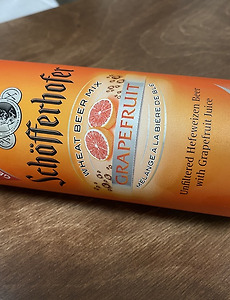 Schöfferhofer
WHEAT BEER MIX
GRAPEFRUIT
MÉLANGE À LA BIÈRE DE BLÉ
Unfiltered Hefeweizen Beer
with Grapefruit Juice